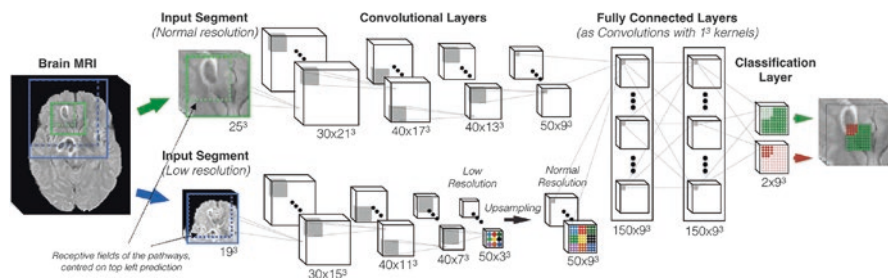 Brain MRI
Input Segment
(Normal resolution)
25³
Convolutional Layers
30x21³
40x17³
40x13³
50x9³
Fully Connected Layers
(as Convolutions with 1³ kernels)
Classification
Layer
2x9³
150x9³
150x9³
Input Segment
(Low resolution)
19³
30x15³
40x11³
40x7³
50x3³
Low
Resolution
Upsampling
Normal
Resolution
50x9³
Receptive fields of the pathways,
centred on top left prediction